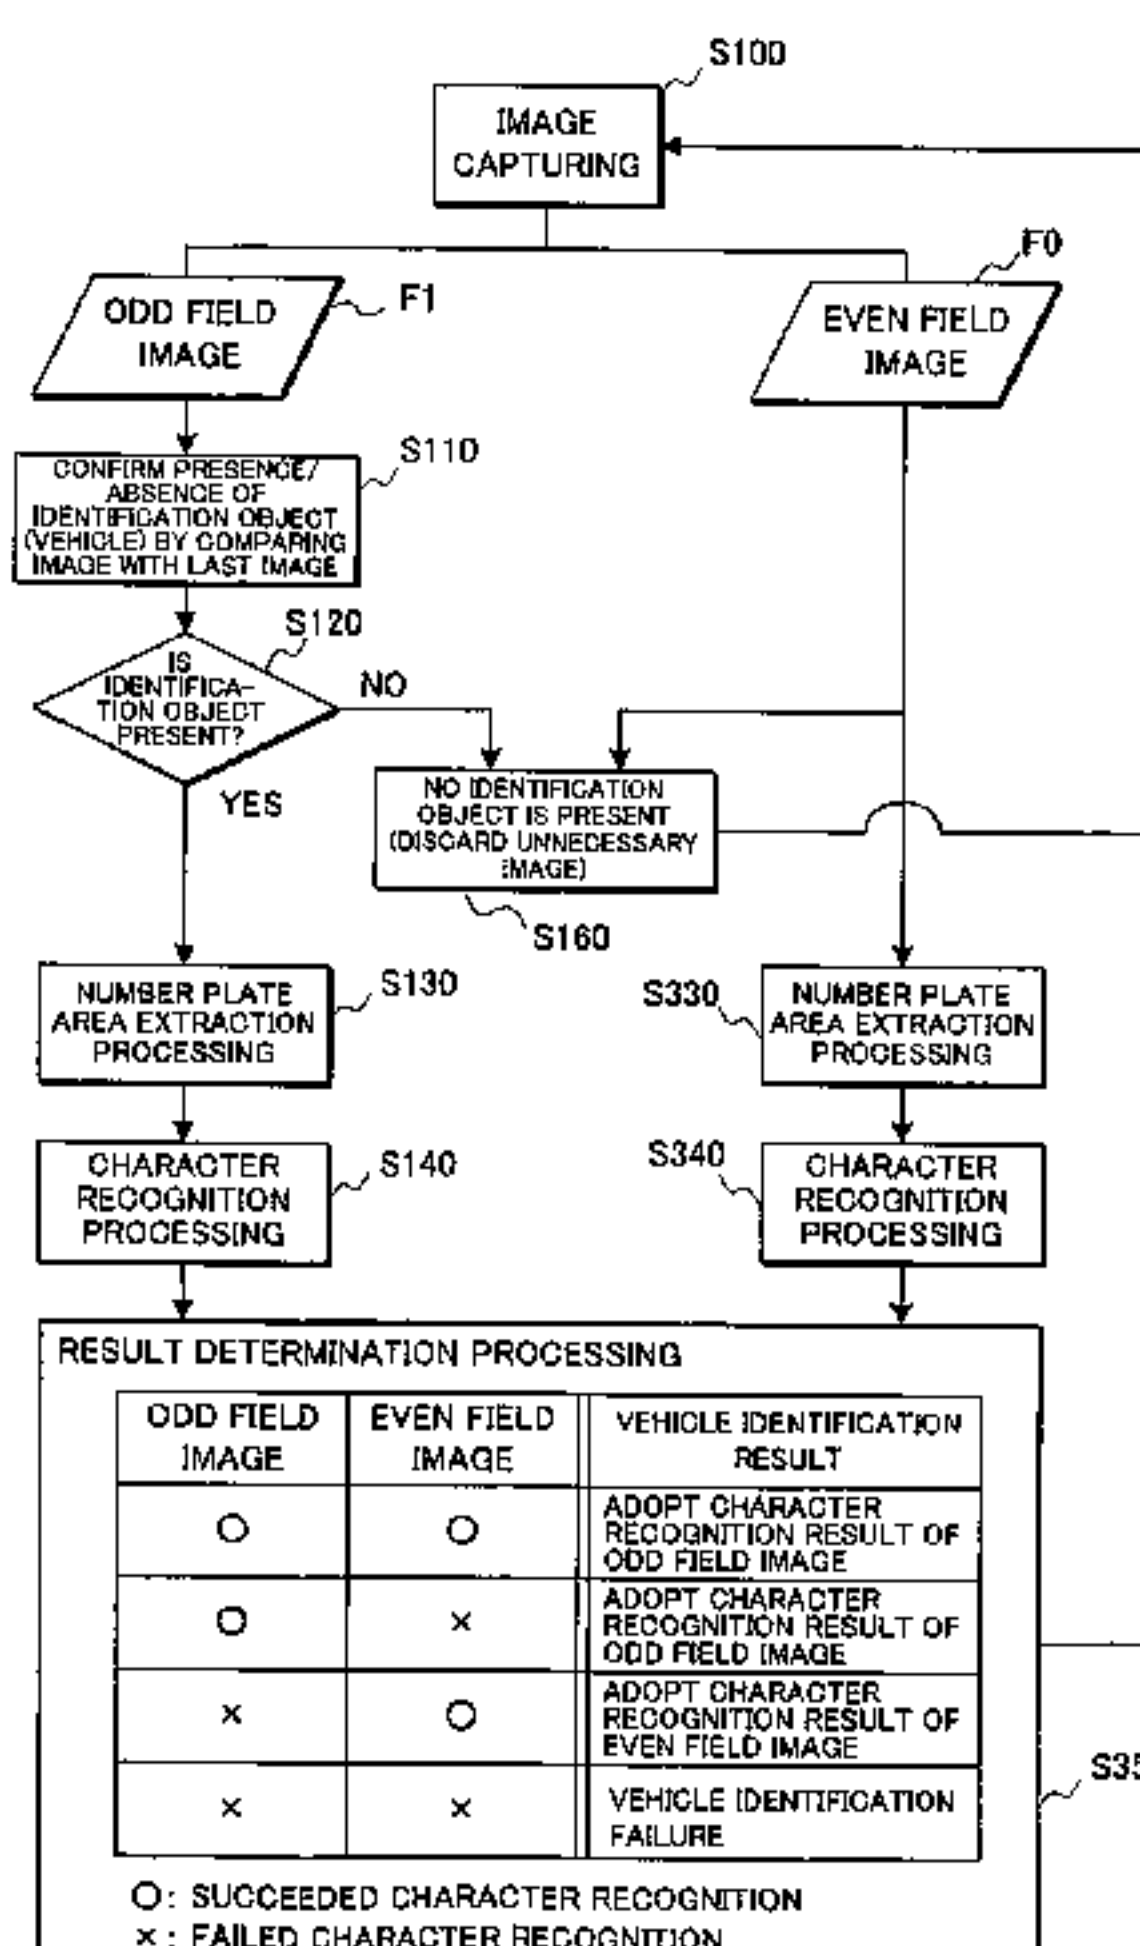 S100
IMAGE
CAPTURING
F0
ODD FIELD
IMAGE
F1
EVEN FIELD
IMAGE
S110
CONFIRM PRESENCE/
ABSENCE OF
IDENTIFICATION OBJECT
(VEHICLE) BY COMPARING
IMAGE WITH LAST IMAGE
S120
IS
IDENTIFICA-
TION OBJECT
PRESENT?
NO
YES
NO IDENTIFICATION
OBJECT IS PRESENT
(DISCARD UNNECESSARY
IMAGE)
S160
NUMBER PLATE
AREA EXTRACTION
PROCESSING
S130
S330
NUMBER PLATE
AREA EXTRACTION
PROCESSING
CHARACTER
RECOGNITION
PROCESSING
S140
S340
CHARACTER
RECOGNITION
PROCESSING
RESULT DETERMINATION PROCESSING
ODD FIELD
IMAGE
EVEN FIELD
IMAGE
VEHICLE IDENTIFICATION
RESULT
○ ○ ADOPT CHARACTER
RECOGNITION RESULT OF
ODD FIELD IMAGE
○ × ADOPT CHARACTER
RECOGNITION RESULT OF
ODD FIELD IMAGE
× ○ ADOPT CHARACTER
RECOGNITION RESULT OF
EVEN FIELD IMAGE
× × VEHICLE IDENTIFICATION
FAILURE
S35
○: SUCCEEDED CHARACTER RECOGNITION
×: FAILED CHARACTER RECOGNITION